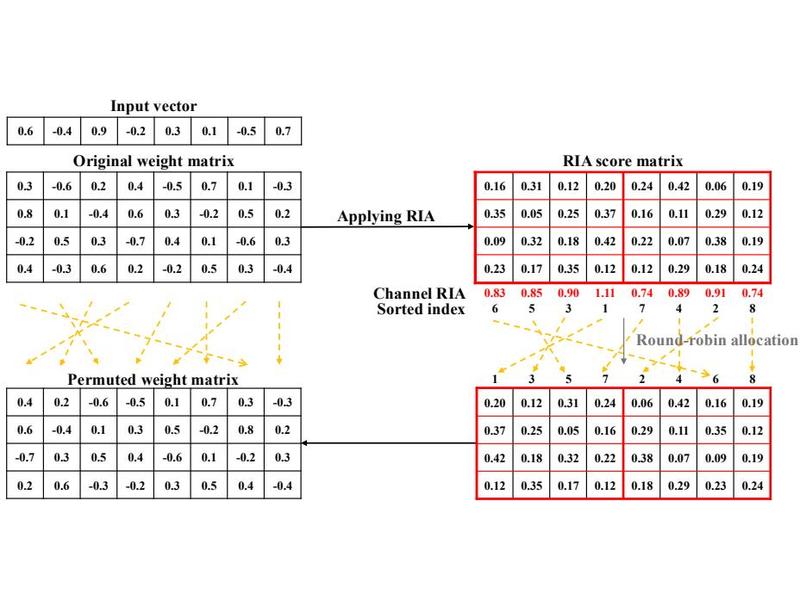 Input vector
0.6 -0.4 0.9 -0.2 0.3 0.1 -0.5 0.7
Original weight matrix
0.3 -0.6 0.2 0.4 -0.5 0.7 0.1 -0.3
0.8 0.1 -0.4 0.6 0.3 -0.2 0.5 0.2
-0.2 0.5 0.3 -0.7 0.4 0.1 -0.6 0.3
0.4 -0.3 0.6 0.2 -0.2 0.5 0.3 -0.4
Applying RIA
RIA score matrix
0.16 0.31 0.12 0.20 0.24 0.42 0.06 0.19
0.35 0.05 0.25 0.37 0.16 0.11 0.29 0.12
0.09 0.32 0.18 0.42 0.22 0.07 0.38 0.19
0.23 0.17 0.35 0.12 0.12 0.29 0.18 0.24
Channel RIA 0.83 0.85 0.90 1.11 0.74 0.89 0.91 0.74
Sorted index 6 5 3 1 7 4 2 8
Round-robin allocation
1 3 5 7 2 4 6 8
0.20 0.12 0.31 0.24 0.06 0.42 0.16 0.19
0.37 0.25 0.05 0.16 0.29 0.11 0.35 0.12
0.42 0.18 0.32 0.22 0.38 0.07 0.09 0.19
0.12 0.35 0.17 0.12 0.18 0.29 0.23 0.24
Permuted weight matrix
0.4 0.2 -0.6 -0.5 0.1 0.7 0.3 -0.3
0.6 -0.4 0.1 0.3 0.5 -0.2 0.8 0.2
-0.7 0.3 0.5 0.4 -0.6 0.1 -0.2 0.3
0.2 0.6 -0.3 -0.2 0.3 0.5 0.4 -0.4